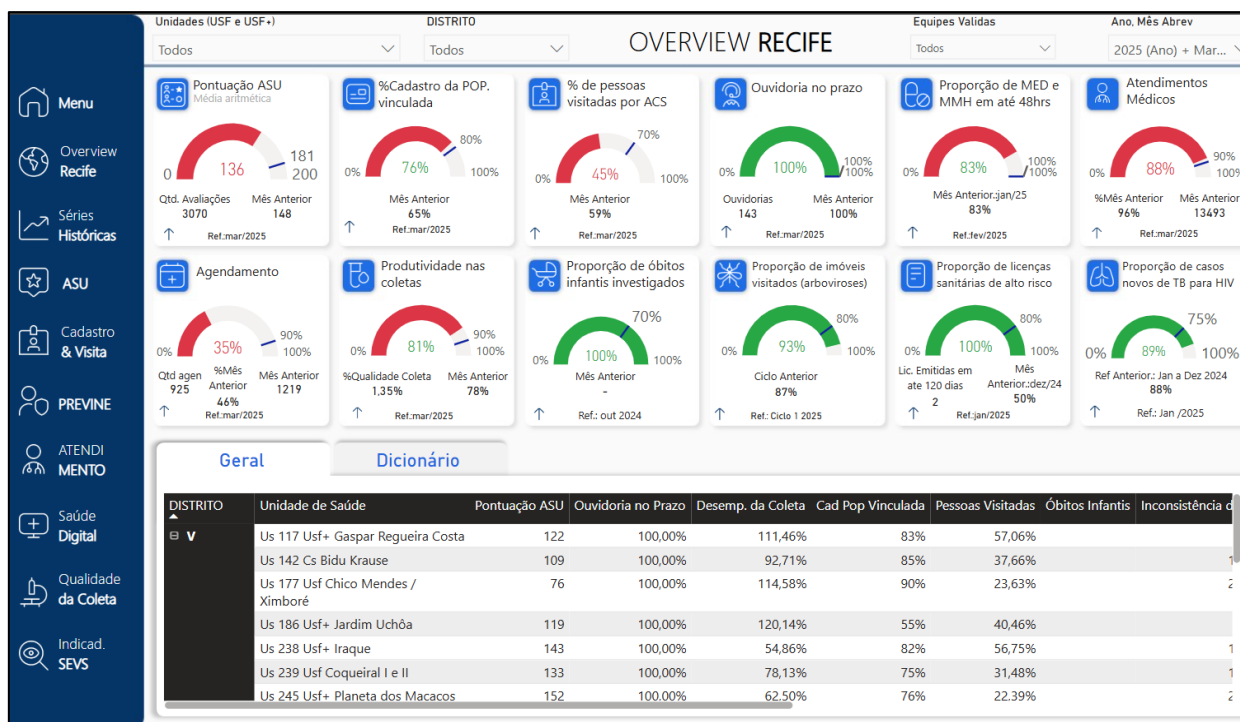 Unidades (USF e USF+)
Todos
DISTRITO
Todos
OVERVIEW RECIFE
Equipes Validas
Todos
Ano, Mês Abrev
2025 (Ano) + Mar...
Menu
Overview
Recife
Séries
Históricas
ASU
Cadastro
& Visita
PREVINE
ATENDI
MENTO
Saúde
Digital
Qualidade
da Coleta
Indicad.
SEVS
Pontuação ASU
Média aritmética
136
0
181
200
Qtd. Avaliações
3070
Mês Anterior
148
Ref.:mar/2025
%Cadastro da POP.
vinculada
76%
0%
80%
100%
Mês Anterior
65%
Ref.:mar/2025
% de pessoas
visitadas por ACS
45%
0%
70%
100%
Mês Anterior
59%
Ref.:mar/2025
Ouvidoria no prazo
100%
0%
100%
100%
Ouvidorias
143
Mês Anterior
100%
Ref.:mar/2025
Proporção de MED e
MMH em até 48hrs
83%
0%
100%
100%
Mês Anterior:jan/25
83%
Ref.:fev/2025
Atendimentos
Médicos
88%
0%
90%
100%
%Mês Anterior
96%
Mês Anterior
13493
Ref.:mar/2025
Agendamento
35%
0%
90%
100%
Qtd agen
925
%Mês
Anterior
46%
Mês Anterior
1219
Ref.:mar/2025
Produtividade nas
coletas
81%
0%
90%
100%
%Qualidade Coleta
1,35%
Mês Anterior
78%
Ref.:mar/2025
Proporção de óbitos
infantis investigados
100%
0%
70%
100%
Mês Anterior
-
Ref.: out 2024
Proporção de imóveis
visitados (arboviroses)
93%
0%
80%
100%
Ciclo Anterior
87%
Ref.: Ciclo 1 2025
Proporção de licenças
sanitárias de alto risco
100%
0%
80%
100%
Lic. Emitidas em
ate 120 dias
2
Mês
Anterior.:dez/24
50%
Ref.:jan/2025
Proporção de casos
novos de TB para HIV
89%
0%
75%
100%
Ref Anterior.: Jan a Dez 2024
88%
Ref.: Jan /2025
Geral
Dicionário
DISTRITO Unidade de Saúde Pontuação ASU Ouvidoria no Prazo Desemp. da Coleta Cad Pop Vinculada Pessoas Visitadas Óbitos Infantis Inconsistência d
V Us 117 Usf+ Gaspar Regueira Costa 122 100,00% 111,46% 83% 57,06%
Us 142 Cs Bidu Krause 109 100,00% 92,71% 85% 37,66% 1
Us 177 Usf Chico Mendes / 76 100,00% 114,58% 90% 23,63% 2
Ximboré
Us 186 Usf+ Jardim Uchôa 119 100,00% 120,14% 55% 40,46%
Us 238 Usf+ Iraque 143 100,00% 54,86% 82% 56,75% 1
Us 239 Usf Coqueiral I e II 133 100,00% 78,13% 75% 31,48% 1
Us 245 Usf+ Planeta dos Macacos 152 100,00% 62,50% 76% 22,39% 2